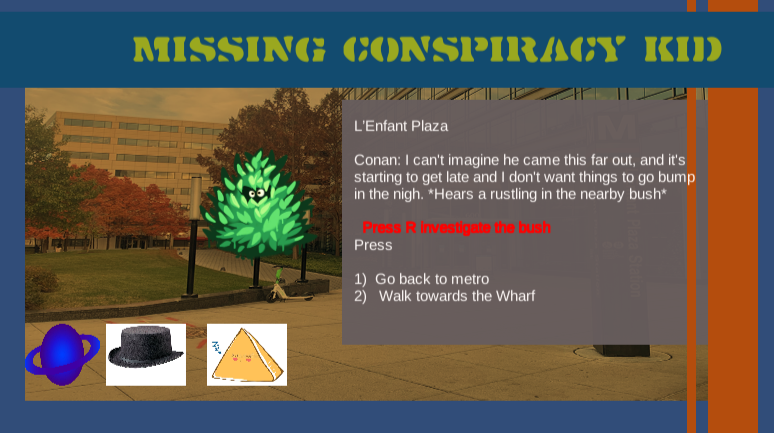 MISSING CONSPIRACY KID
L'Enfant Plaza
Conan: I can't imagine he came this far out, and it's
starting to get late and I don't want things to go bump
in the nigh. *Hears a rustling in the nearby bush*
Press R investigate the bush
Press
1) Go back to metro
2) Walk towards the Wharf
M